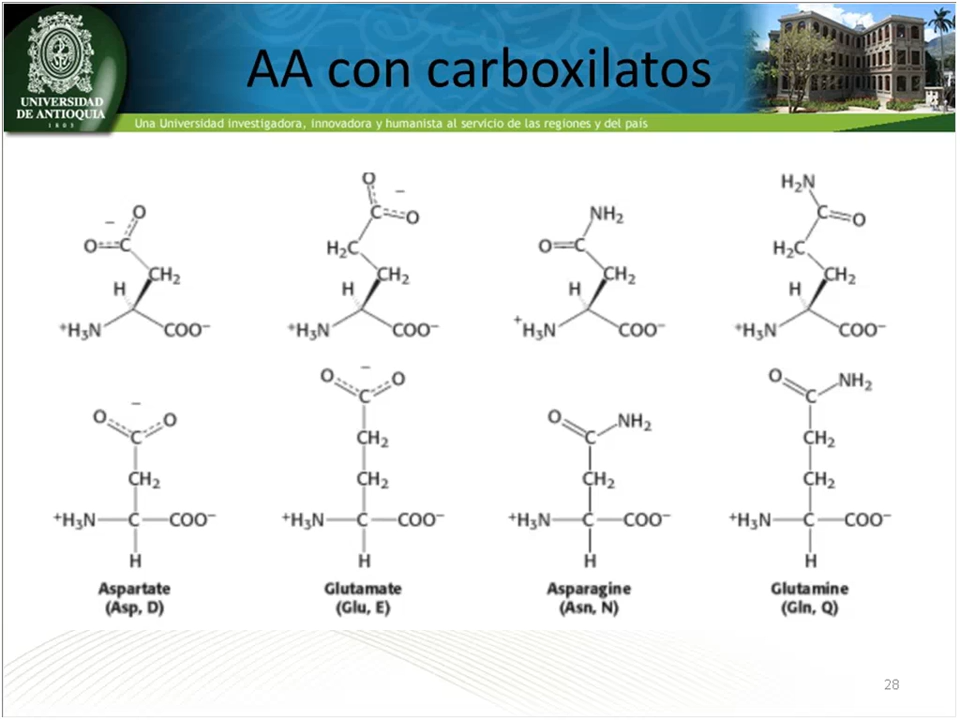 AA con carboxilatos
UNIVERSIDAD
DE ANTIOQUIA
1803
Una Universidad investigadora, innovadora y humanista al servicio de las regiones y del país
O
−
O C
CH₂
H
⁺H₃N COO⁻
O
−
C O
H₂C
CH₂
H
⁺H₃N COO⁻
NH₂
O C
CH₂
H
⁺H₃N COO⁻
H₂N
C O
H₂C
CH₂
H
⁺H₃N COO⁻
−
O O
C
CH₂
⁺H₃N C COO⁻
H
Aspartate
(Asp, D)
−
O O
C
CH₂
CH₂
⁺H₃N C COO⁻
H
Glutamate
(Glu, E)
O NH₂
C
CH₂
⁺H₃N C COO⁻
H
Asparagine
(Asn, N)
O NH₂
C
CH₂
CH₂
⁺H₃N C COO⁻
H
Glutamine
(Gln, Q)
28